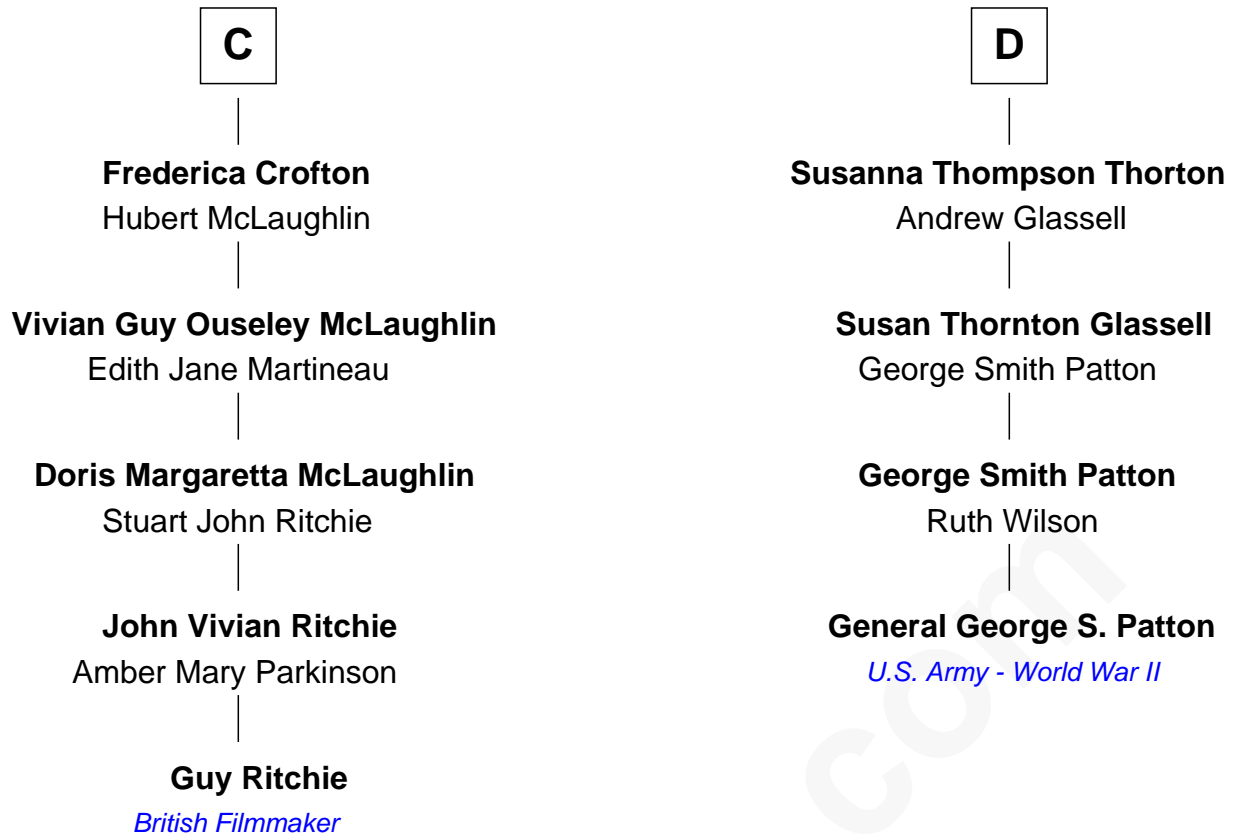 C
Frederica Crofton
Hubert McLaughlin
Vivian Guy Ouseley McLaughlin
Edith Jane Martineau
Doris Margaretta McLaughlin
Stuart John Ritchie
John Vivian Ritchie
Amber Mary Parkinson
Guy Ritchie
British Filmmaker
D
Susanna Thompson Thorton
Andrew Glassell
Susan Thornton Glassell
George Smith Patton
George Smith Patton
Ruth Wilson
General George S. Patton
U.S. Army - World War II
com